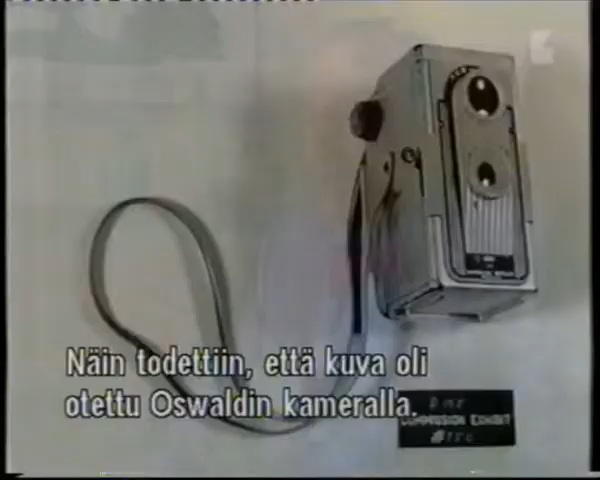 Näin todettiin, että kuva oli
otettu Oswaldin kameralla.
COMMISSION EXHIBIT